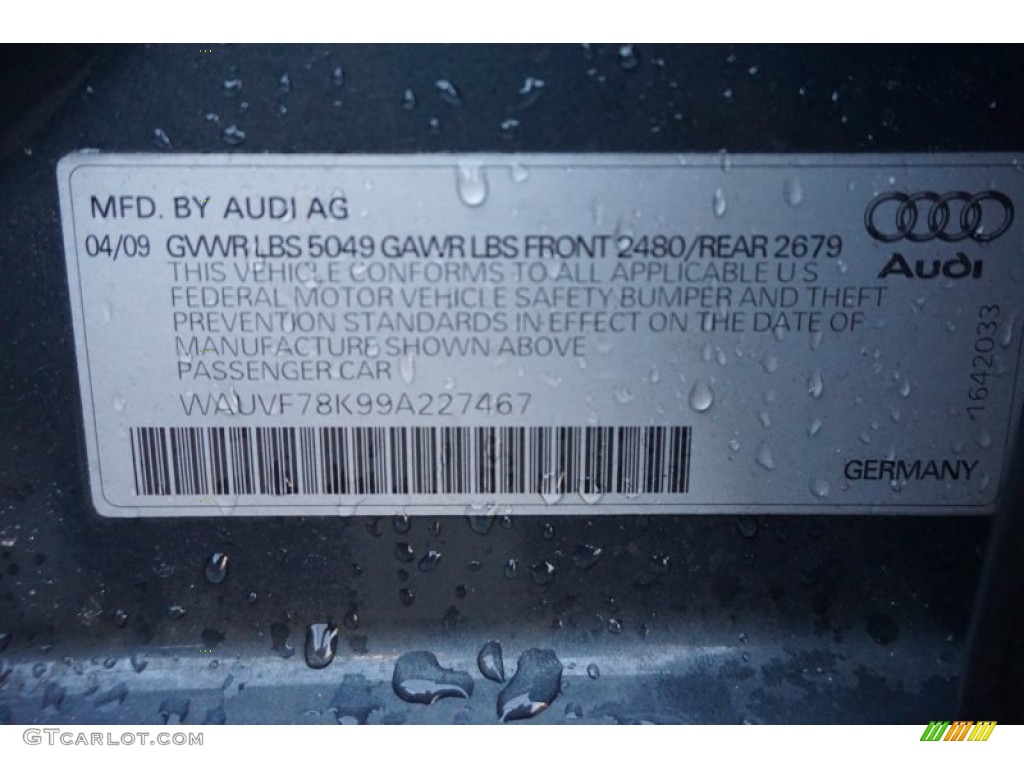 MFD. BY AUDI AG
04/09 GVWR LBS 5049 GAWR LBS FRONT 2480/REAR 2679
THIS VEHICLE CONFORMS TO ALL APPLICABLE U S
FEDERAL MOTOR VEHICLE SAFETY BUMPER AND THEFT
PREVENTION STANDARDS IN EFFECT ON THE DATE OF
MANUFACTURE SHOWN ABOVE
PASSENGER CAR
WAUVF78K99A227467
Audi
1642033
GERMANY
GTCARLOT.COM